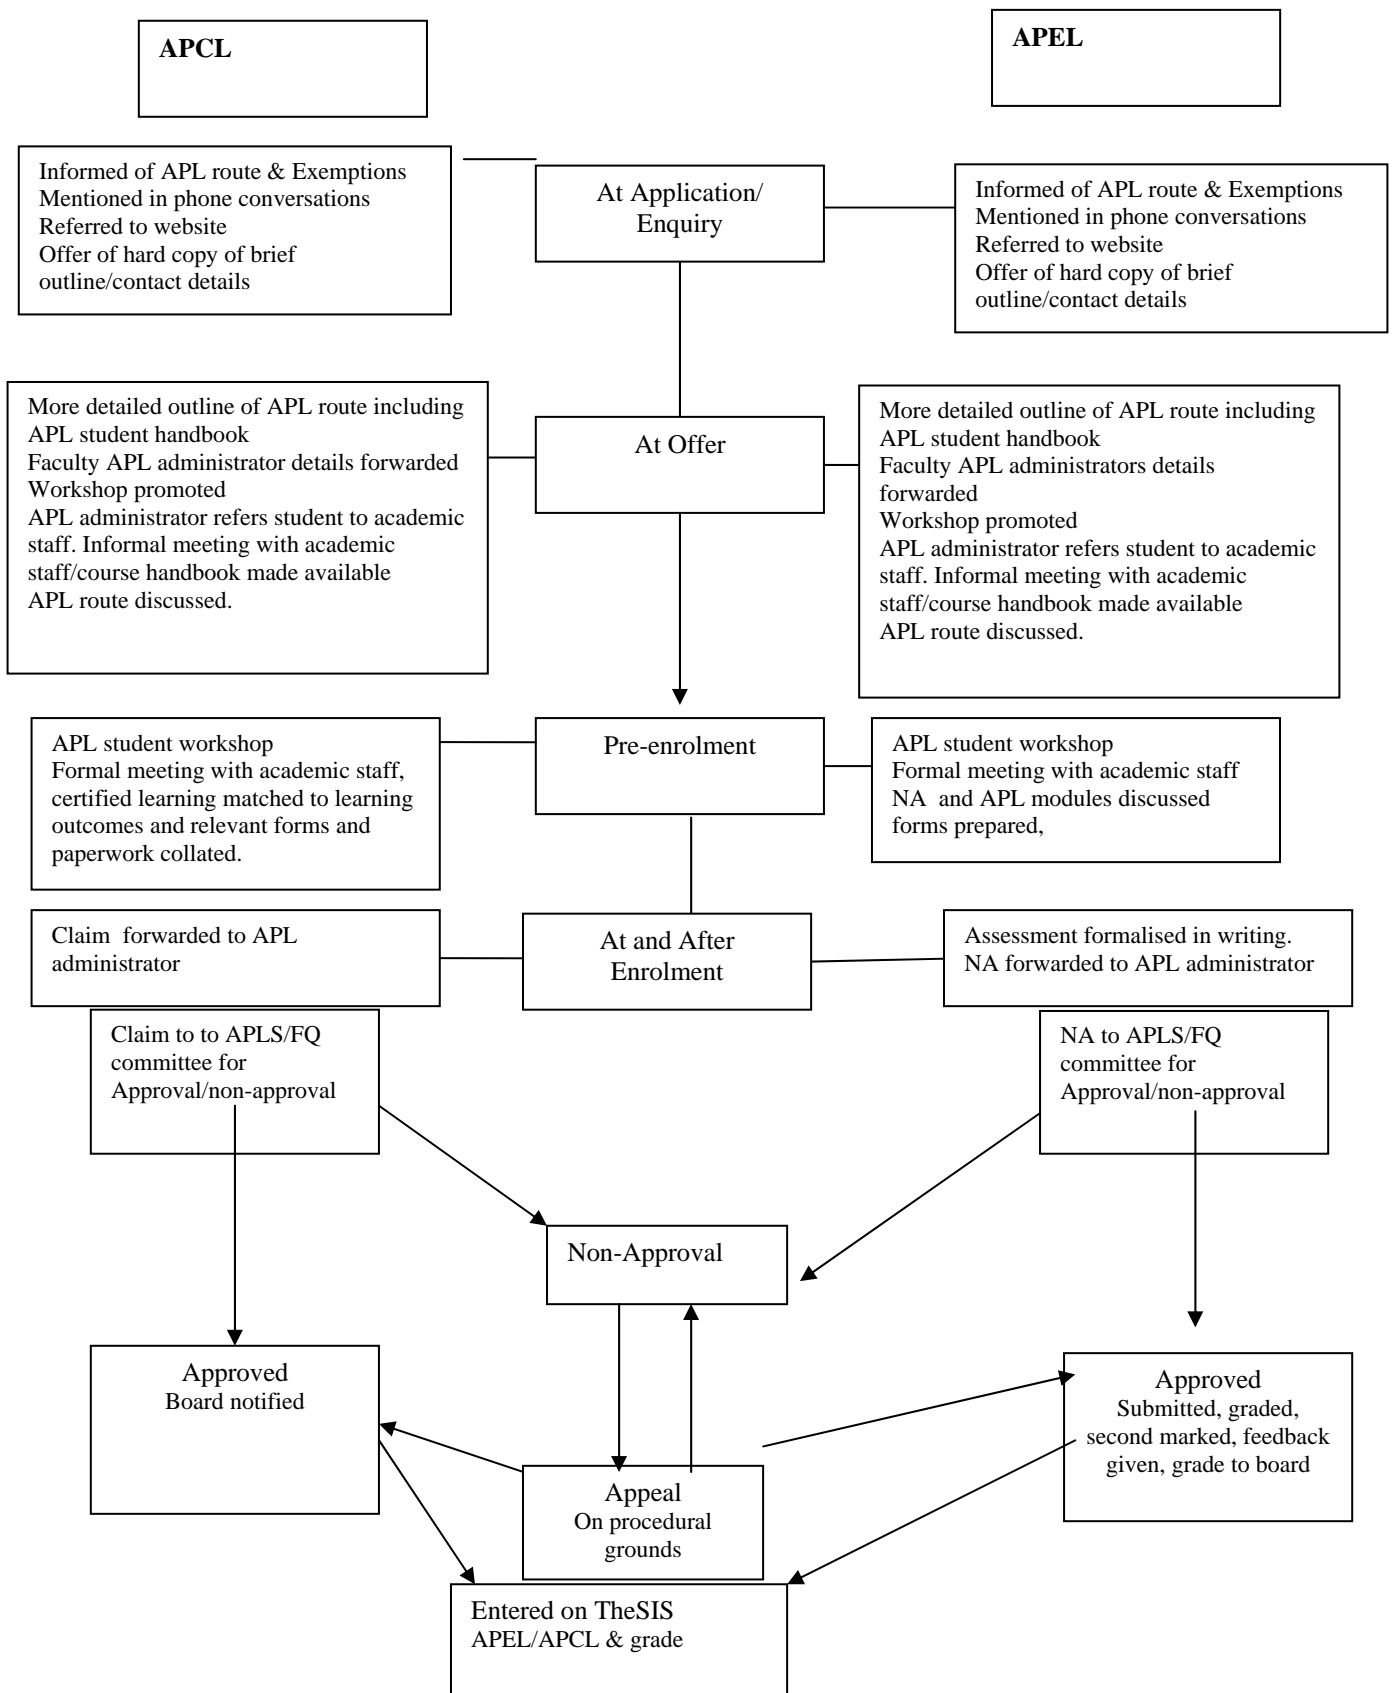 APCL
APEL
Informed of APL route & Exemptions
Mentioned in phone conversations
Referred to website
Offer of hard copy of brief
outline/contact details
At Application/
Enquiry
Informed of APL route & Exemptions
Mentioned in phone conversations
Referred to website
Offer of hard copy of brief
outline/contact details
More detailed outline of APL route including
APL student handbook
Faculty APL administrator details forwarded
Workshop promoted
APL administrator refers student to academic
staff. Informal meeting with academic
staff/course handbook made available
APL route discussed.
At Offer
More detailed outline of APL route including
APL student handbook
Faculty APL administrators details
forwarded
Workshop promoted
APL administrator refers student to academic
staff. Informal meeting with academic
staff/course handbook made available
APL route discussed.
APL student workshop
Formal meeting with academic staff,
certified learning matched to learning
outcomes and relevant forms and
paperwork collated.
Pre-enrolment
APL student workshop
Formal meeting with academic staff
NA  and APL modules discussed
forms prepared,
Claim  forwarded to APL
administrator
At and After
Enrolment
Assessment formalised in writing.
NA forwarded to APL administrator
Claim to to APLS/FQ
committee for
Approval/non-approval
NA to APLS/FQ
committee for
Approval/non-approval
Non-Approval
Approved
Board notified
Approved
Submitted, graded,
second marked, feedback
given, grade to board
Appeal
On procedural
grounds
Entered on TheSIS
APEL/APCL & grade